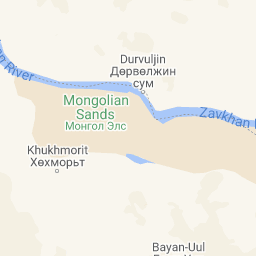 River
Durvuljin
Дөрвөлжин
сум
Mongolian
Sands
Монгол Элс
Zavkhan
Khukhmorit
Хөхморьт
Bayan-Uul